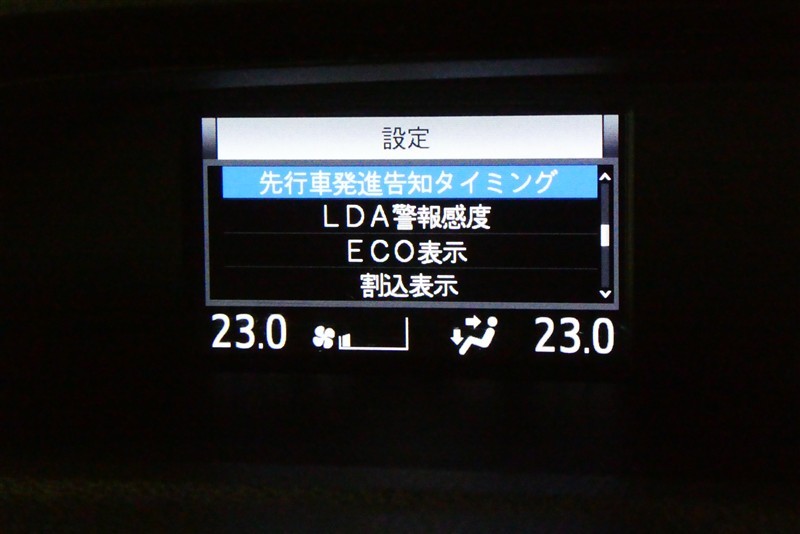 設定
先行車発進告知タイミング
ＬＤＡ警報感度
ＥＣＯ表示
割込表示
23.0 23.0